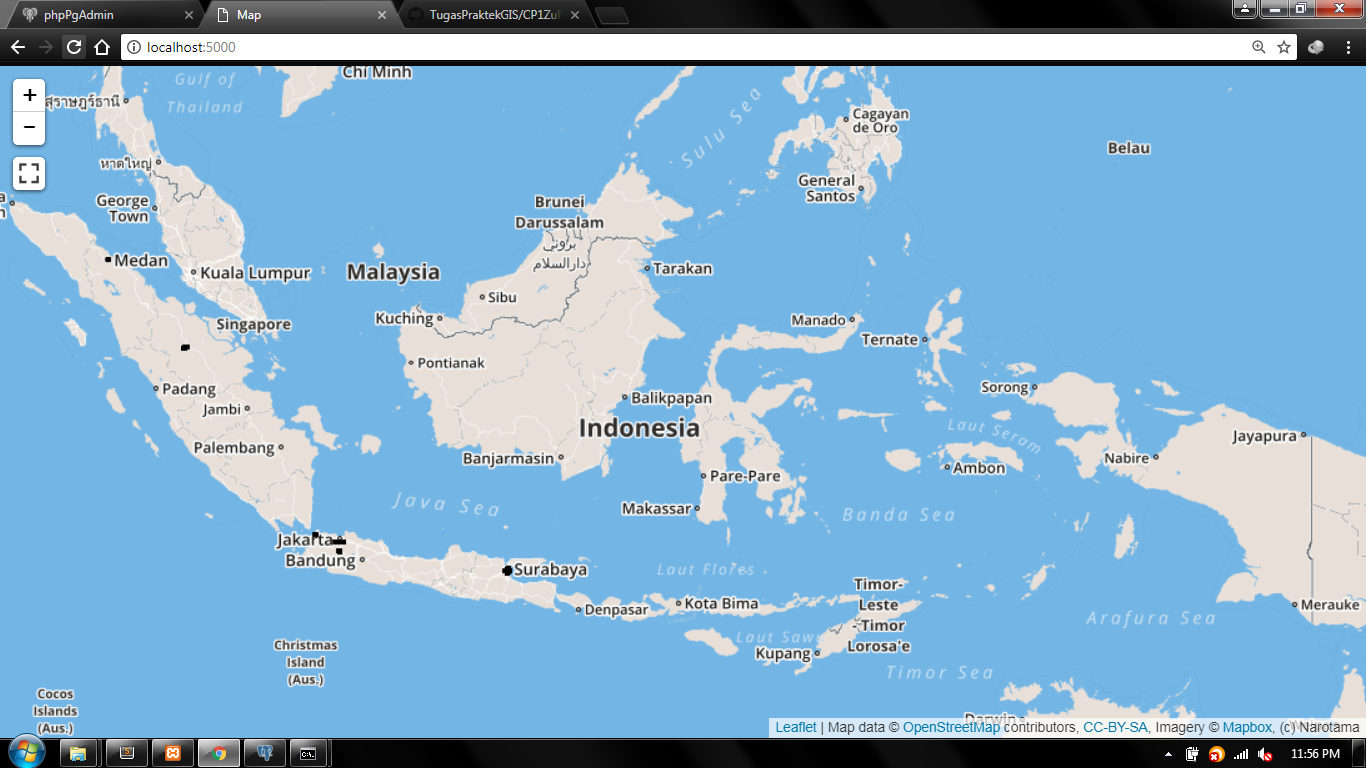 phpPgAdmin
Map
TugasPraktekGIS/CP1Zul
localhost:5000
Gulf of
Thailand
Chi Minh
+
-
สุราษฎร์ธานี
หาดใหญ่
George
Town
Medan
Kuala Lumpur
Singapore
Padang
Jambi
Palembang
Malaysia
Brunei
Darussalam
بروني
دارالسلام
Sibu
Kuching
Pontianak
Tarakan
Sulu Sea
Cagayan
de Oro
General
Santos
Belau
Manado
Ternate
Balikpapan
Indonesia
Banjarmasin
Pare-Pare
Makassar
Sorong
Laut Seram
Ambon
Nabire
Jayapura
Java Sea
Banda Sea
Jakarta
Bandung
Surabaya
Denpasar
Laut Flores
Kota Bima
Timor-
Leste
- Timor
Lorosa'e
Laut Sawu
Kupang
Arafura Sea
Merauke
Timor Sea
Darwin
Christmas
Island
(Aus.)
Cocos
Islands
(Aus.)
Leaflet | Map data © OpenStreetMap contributors, CC-BY-SA, Imagery © Mapbox, (c) Narotama
11:56 PM